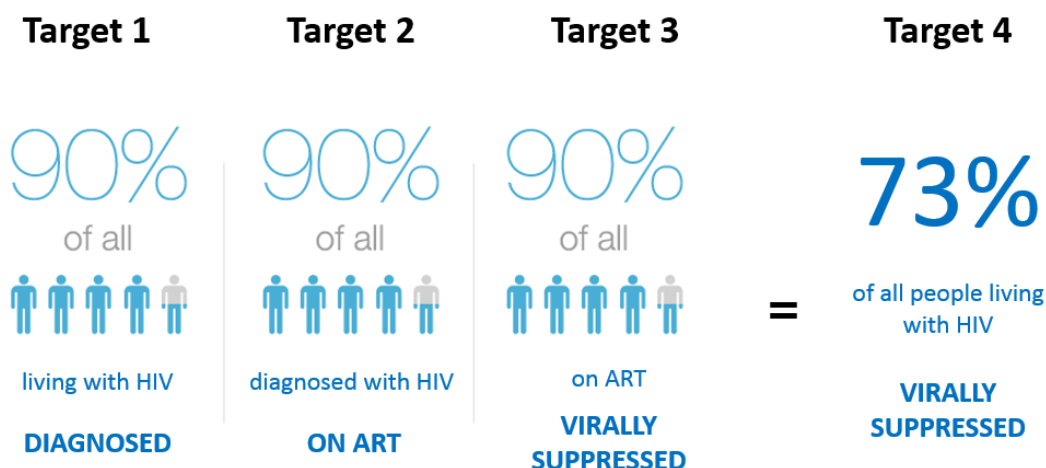 Target 1
90%
of all
living with HIV
DIAGNOSED
Target 2
90%
of all
diagnosed with HIV
ON ART
Target 3
90%
of all
on ART
VIRALLY
SUPPRESSED
=
Target 4
73%
of all people living
with HIV
VIRALLY
SUPPRESSED